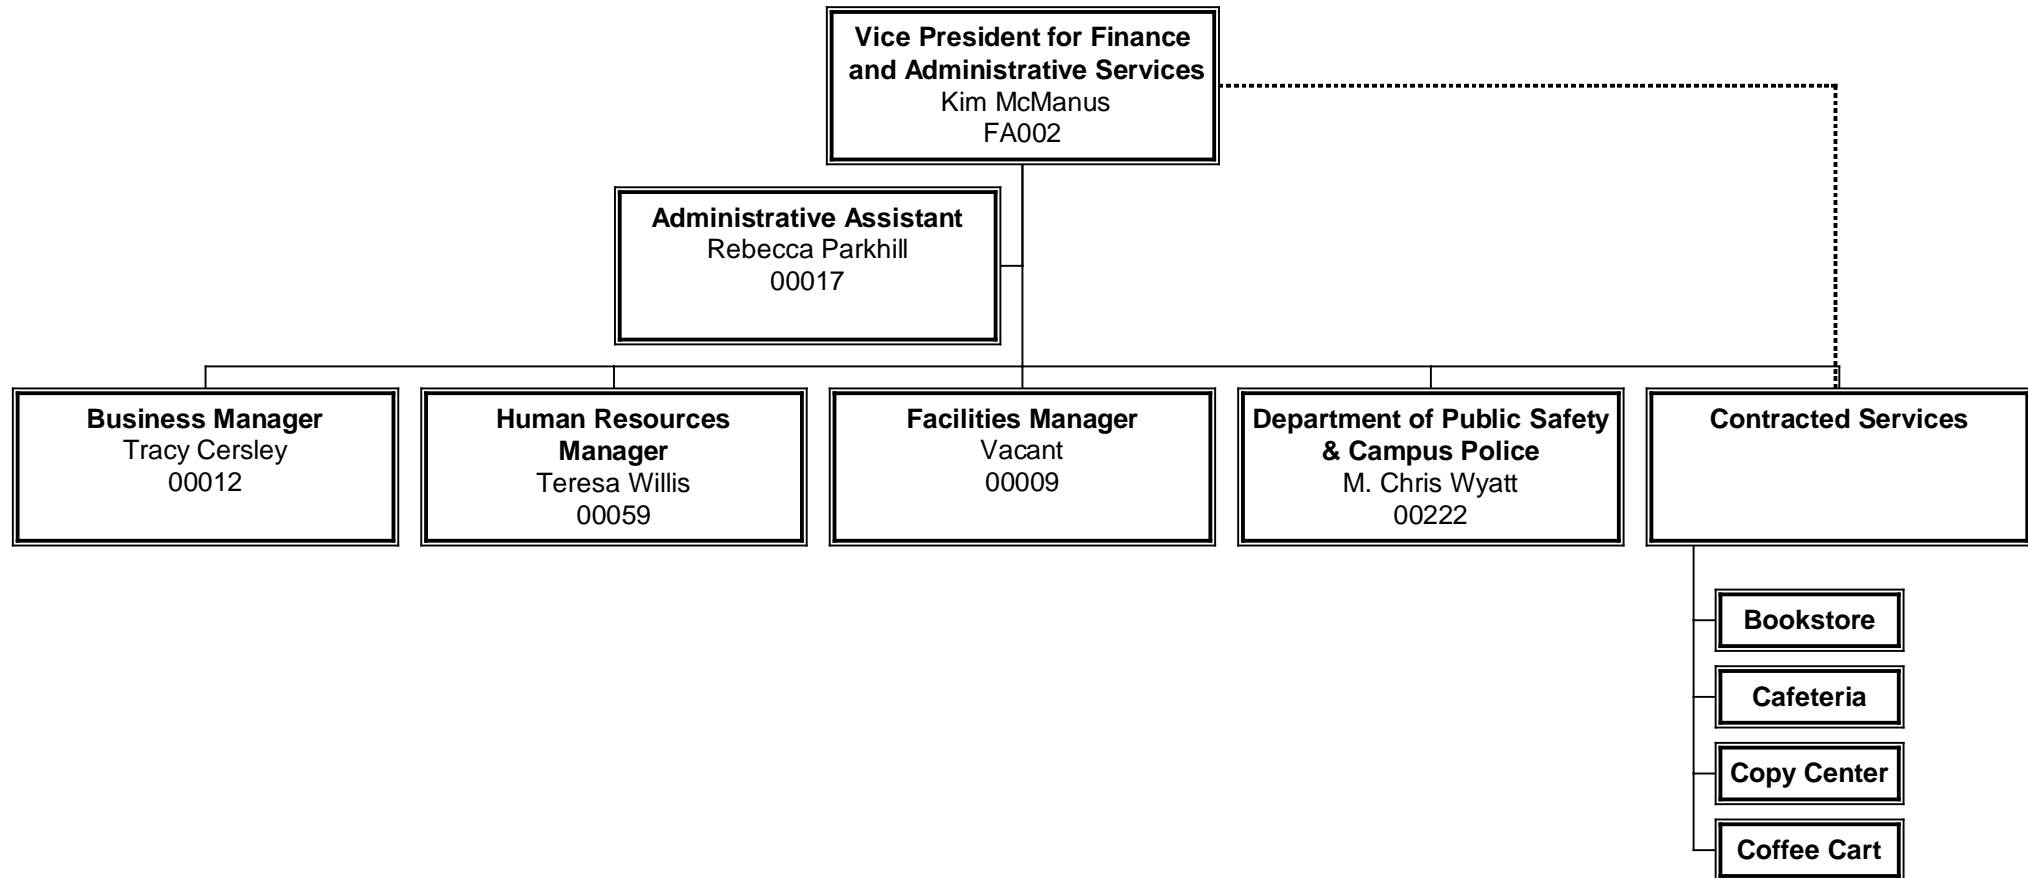 Vice President for Finance
and Administrative Services
Kim McManus
FA002
Administrative Assistant
Rebecca Parkhill
00017
Business Manager
Tracy Cersley
00012
Human Resources
Manager
Teresa Willis
00059
Facilities Manager
Vacant
00009
Department of Public Safety
& Campus Police
M. Chris Wyatt
00222
Contracted Services
Bookstore
Cafeteria
Copy Center
Coffee Cart